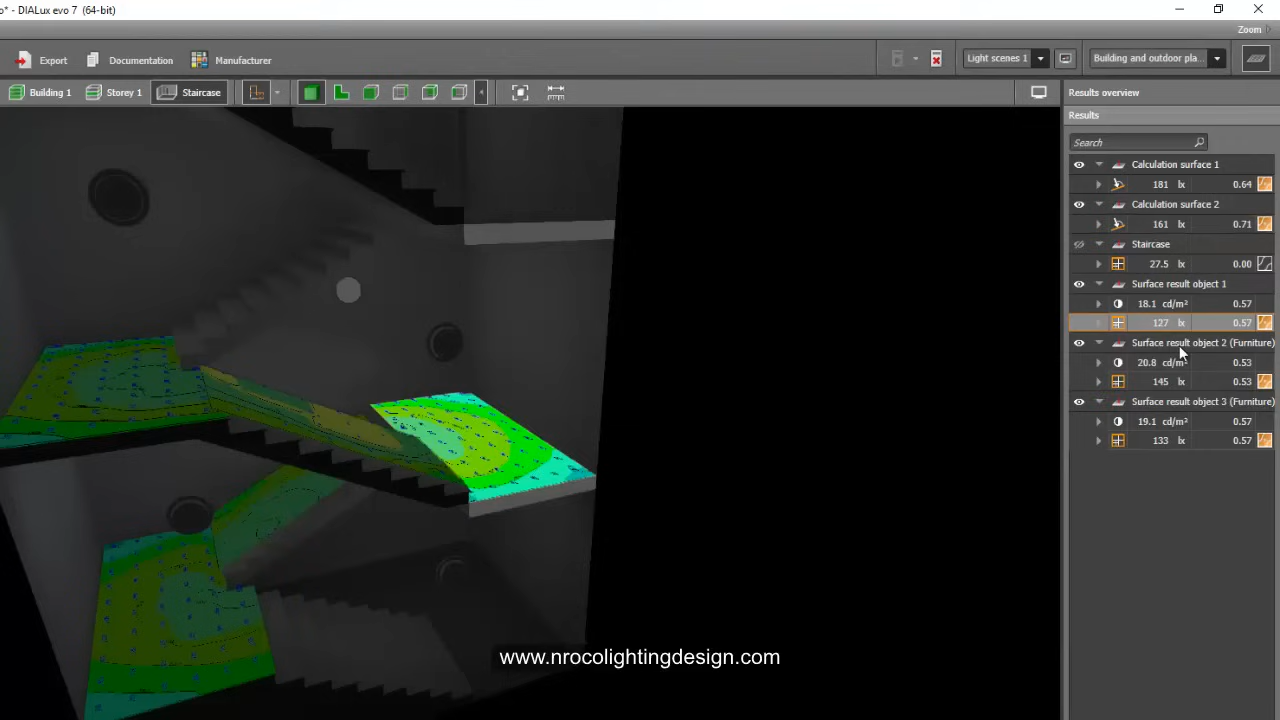 o* - DIALux evo 7 (64-bit)
Zoom
Export
Documentation
Manufacturer
Light scenes 1
Building and outdoor pla...
Building 1
Storey 1
Staircase
Results overview
Results
Search
Calculation surface 1
181 lx 0.64
Calculation surface 2
161 lx 0.71
Staircase
27.5 lx 0.00
Surface result object 1
18.1 cd/m² 0.57
127 lx 0.57
Surface result object 2 (Furniture)
20.8 cd/m² 0.53
145 lx 0.53
Surface result object 3 (Furniture)
19.1 cd/m² 0.57
133 lx 0.57
www.nrocolightingdesign.com